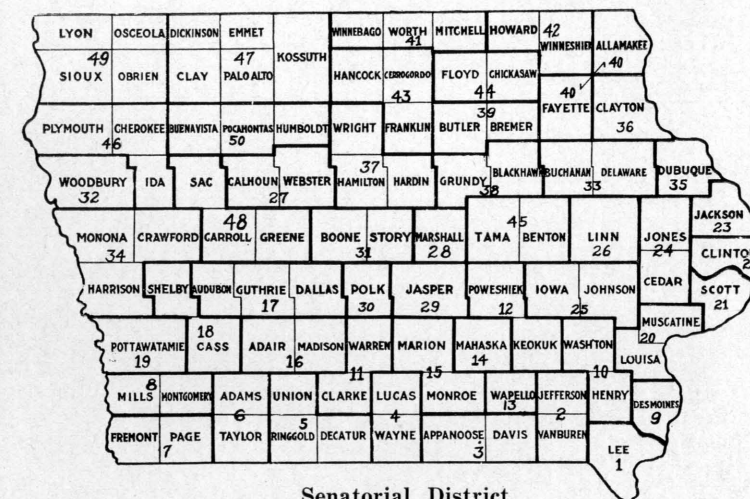 LYON OSCEOLA DICKINSON EMMET KOSSUTH WINNEBAGO WORTH MITCHELL HOWARD 42
41 WINNESHIEK ALLAMAKEE
49 47 40
SIOUX OBRIEN CLAY PALO ALTO HANCOCK CERROGORDO FLOYD CHICKASAW
43 44 40
39 FAYETTE CLAYTON
PLYMOUTH CHEROKEE BUENAVISTA POCAHONTAS HUMBOLDT WRIGHT FRANKLIN BUTLER BREMER 36
46 50
37
WOODBURY IDA SAC CALHOUN WEBSTER HAMILTON HARDIN GRUNDY BLACKHAWK BUCHANAN DELAWARE DUBUQUE
32 27 38 33 35
48 45 JACKSON
23
MONONA CRAWFORD CARROLL GREENE BOONE STORY MARSHALL TAMA BENTON LINN JONES
34 31 28 26 24 CLINTO
2
HARRISON SHELBY AUDUBON GUTHRIE DALLAS POLK JASPER POWESHIEK IOWA JOHNSON CEDAR SCOTT
17 30 29 12 25 21
MUSCATINE
20
18
POTTAWATAMIE CASS ADAIR MADISON WARREN MARION MAHASKA KEOKUK WASHTON LOUISA
19 16 14
11 15 10
8
MILLS MONTGOMERY ADAMS UNION CLARKE LUCAS MONROE WAPELLO JEFFERSON HENRY DESMOINES
13 9
6 5 4 2
FREMONT PAGE TAYLOR RINGGOLD DECATUR WAYNE APPANOOSE DAVIS VANBUREN
7 3
LEE
1
Senatorial District